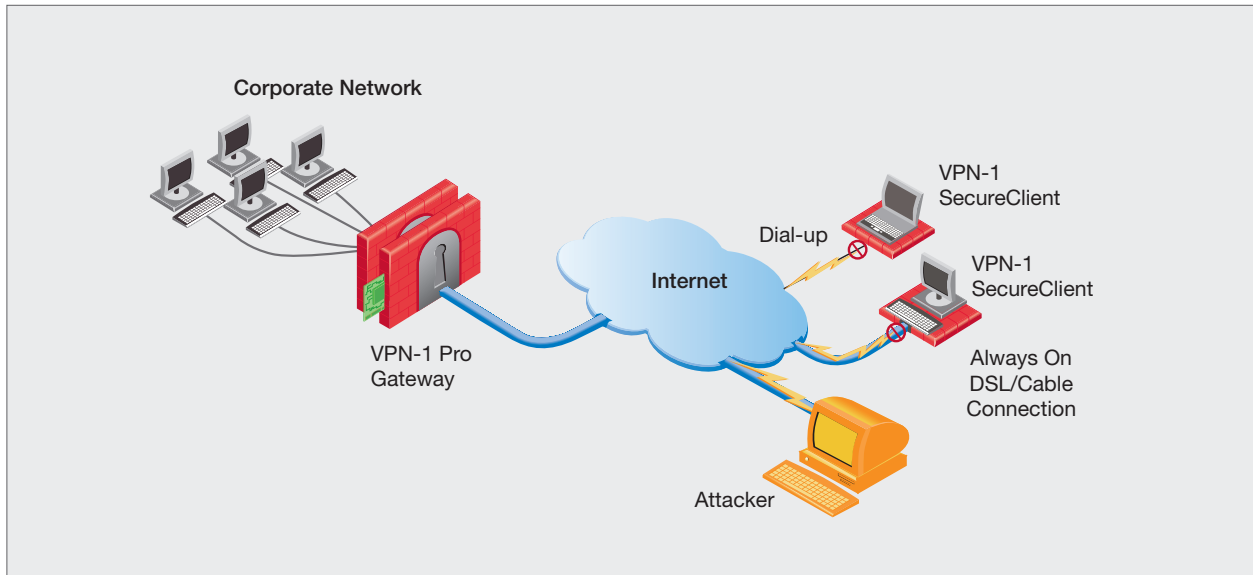 Corporate Network
VPN-1
SecureClient
Dial-up
VPN-1
SecureClient
Internet
VPN-1 Pro
Gateway
Always On
DSL/Cable
Connection
Attacker